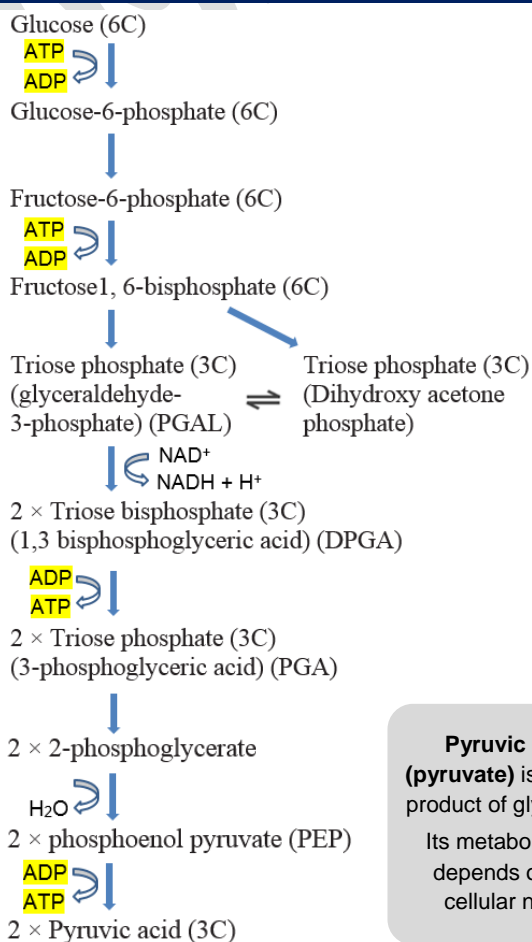 Glucose (6C)
ATP
ADP
Glucose-6-phosphate (6C)
Fructose-6-phosphate (6C)
ATP
ADP
Fructose1, 6-bisphosphate (6C)
Triose phosphate (3C)
(glyceraldehyde-
3-phosphate) (PGAL)
⇌
Triose phosphate (3C)
(Dihydroxy acetone
phosphate)
NAD⁺
NADH + H⁺
2 × Triose bisphosphate (3C)
(1,3 bisphosphoglyceric acid) (DPGA)
ADP
ATP
2 × Triose phosphate (3C)
(3-phosphoglyceric acid) (PGA)
2 × 2-phosphoglycerate
H₂O
2 × phosphoenol pyruvate (PEP)
ADP
ATP
2 × Pyruvic acid (3C)
Pyruvic
(pyruvate) is
product of gly
Its metabo
depends
cellular n